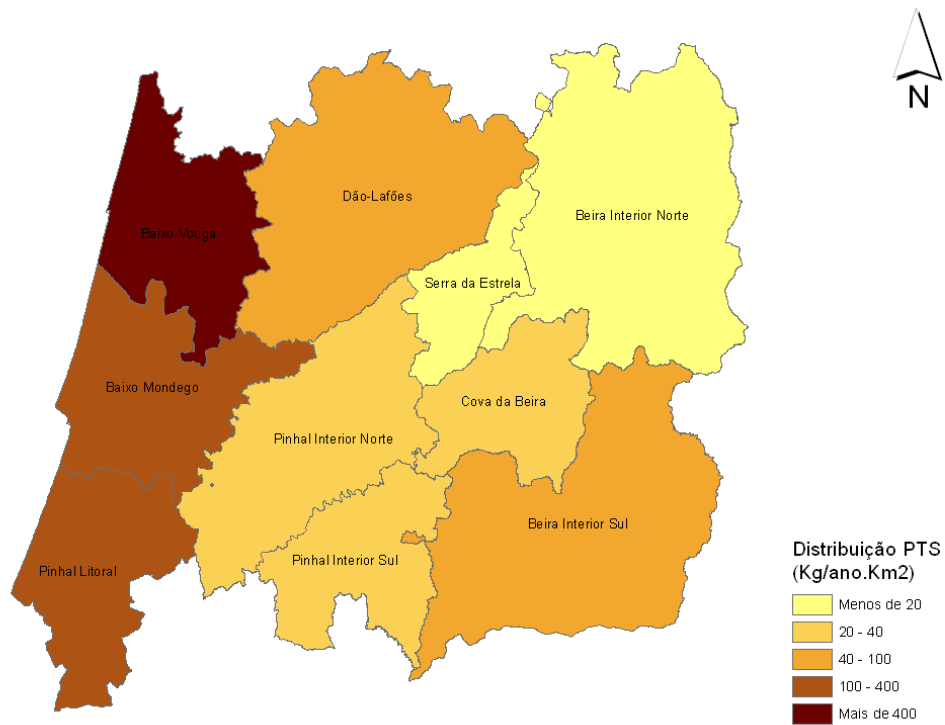 N
Dão-Lafões
Beira Interior Norte
Baixo Vouga
Serra da Estrela
Baixo Mondego
Cova da Beira
Pinhal Interior Norte
Beira Interior Sul
Pinhal Interior Sul
Pinhal Litoral
Distribuição PTS
(Kg/ano.Km2)
Menos de 20
20 - 40
40 - 100
100 - 400
Mais de 400